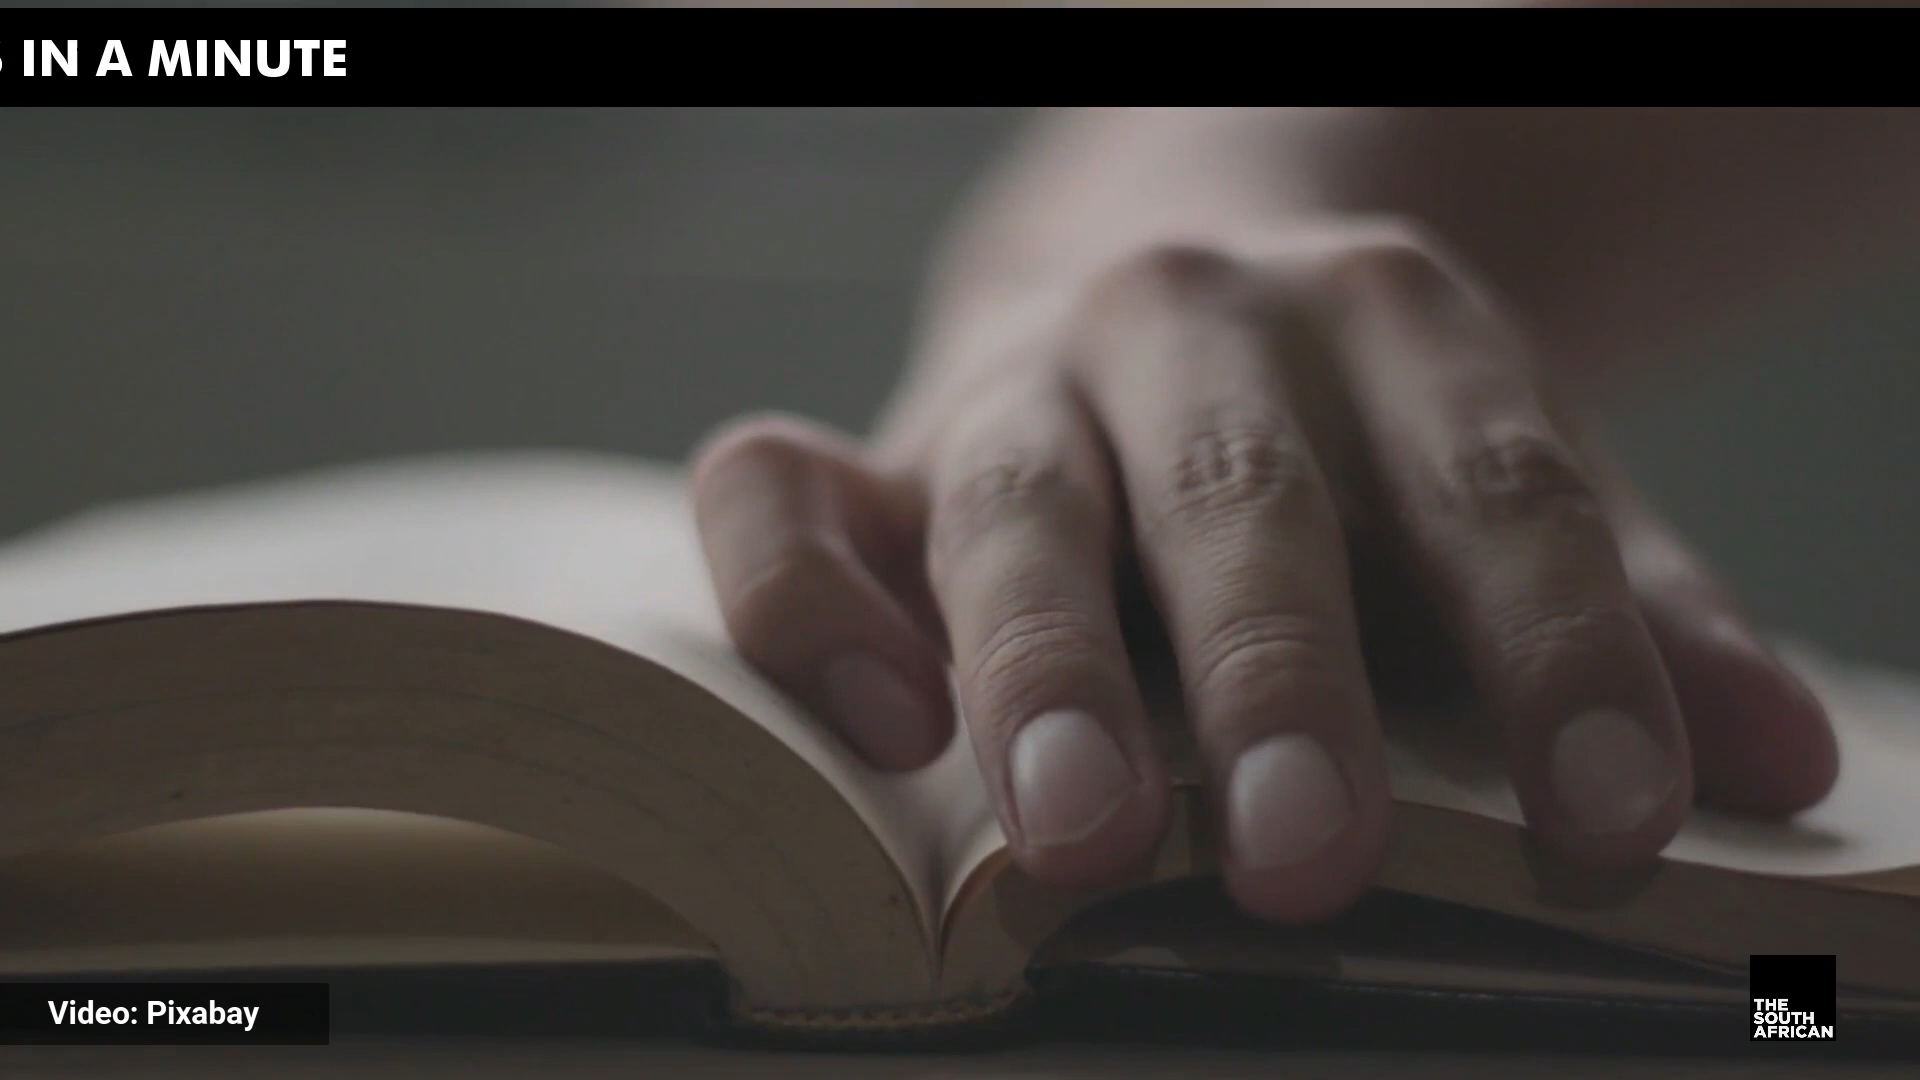 IN A MINUTE
Video: Pixabay
THE
SOUTH
AFRICAN